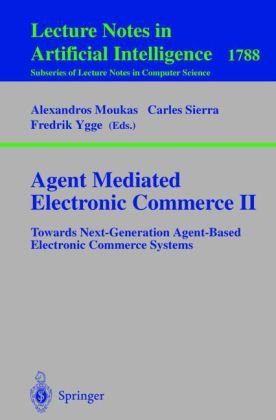 Lecture Notes in
Artificial Intelligence 1788
Subseries of Lecture Notes in Computer Science
Alexandros Moukas Carles Sierra
Fredrik Ygge (Eds.)
Agent Mediated
Electronic Commerce II
Towards Next-Generation Agent-Based
Electronic Commerce Systems
Springer